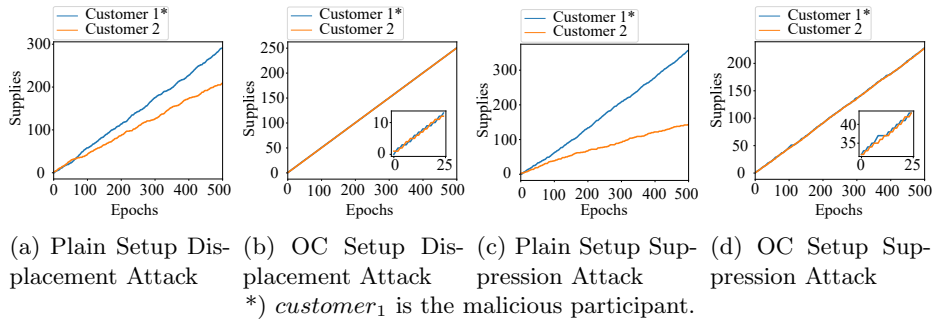 Customer 1*
Customer 2
300
200
100
0
Supplies
0 100 200 300 400 500
Epochs
Customer 1*
Customer 2
250
200
150
100
50
0
Supplies
10
0
0 25
0 100 200 300 400 500
Epochs
Customer 1*
Customer 2
300
200
100
0
Supplies
0 100 200 300 400 500
Epochs
Customer 1*
Customer 2
200
150
100
50
0
Supplies
40
35
0 25
0 100 200 300 400 500
Epochs
(a) Plain Setup Dis-
placement Attack
(b) OC Setup Dis-
placement Attack
(c) Plain Setup Sup-
pression Attack
(d) OC Setup Sup-
pression Attack
*) customer₁ is the malicious participant.